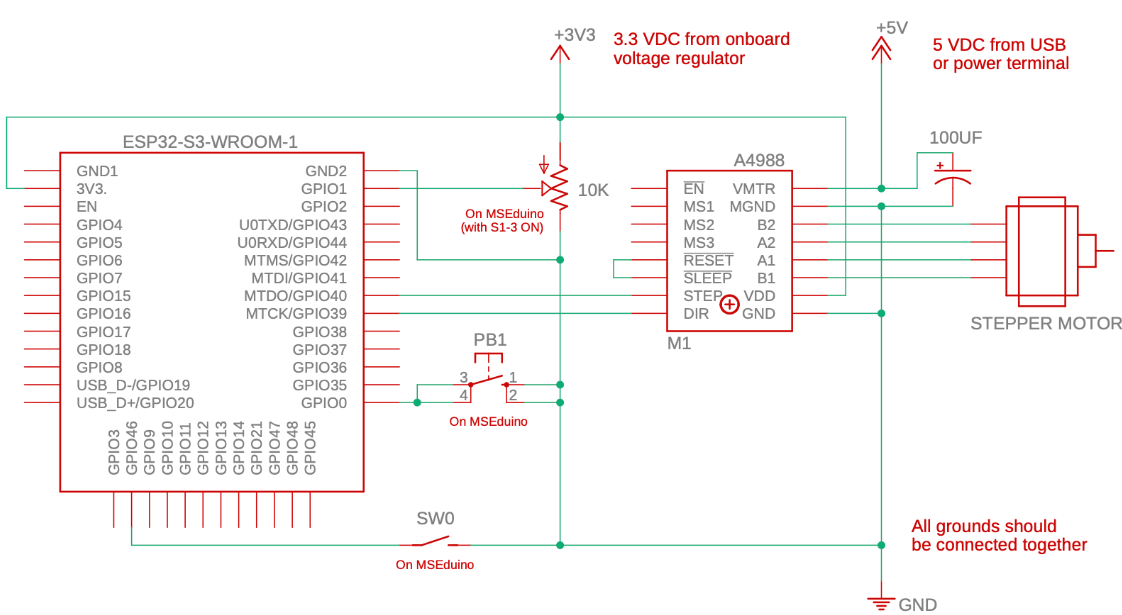 +3V3
3.3 VDC from onboard
voltage regulator
+5V
5 VDC from USB
or power terminal
ESP32-S3-WROOM-1
GND1
3V3.
EN
GPIO4
GPIO5
GPIO6
GPIO7
GPIO15
GPIO16
GPIO17
GPIO18
GPIO8
USB_D-/GPIO19
USB_D+/GPIO20
GND2
GPIO1
GPIO2
U0TXD/GPIO43
U0RXD/GPIO44
MTMS/GPIO42
MTDI/GPIO41
MTDO/GPIO40
MTCK/GPIO39
GPIO38
GPIO37
GPIO36
GPIO35
GPIO0
GPIO3
GPIO46
GPIO9
GPIO10
GPIO11
GPIO12
GPIO13
GPIO14
GPIO21
GPIO47
GPIO48
GPIO45
10K
On MSEduino
(with S1-3 ON)
PB1
3
4
1
2
On MSEduino
SW0
On MSEduino
A4988
EN
MS1
MS2
MS3
RESET
SLEEP
STEP
DIR
VMTR
MGND
B2
A2
A1
B1
VDD
GND
M1
100UF
+
STEPPER MOTOR
All grounds should
be connected together
GND